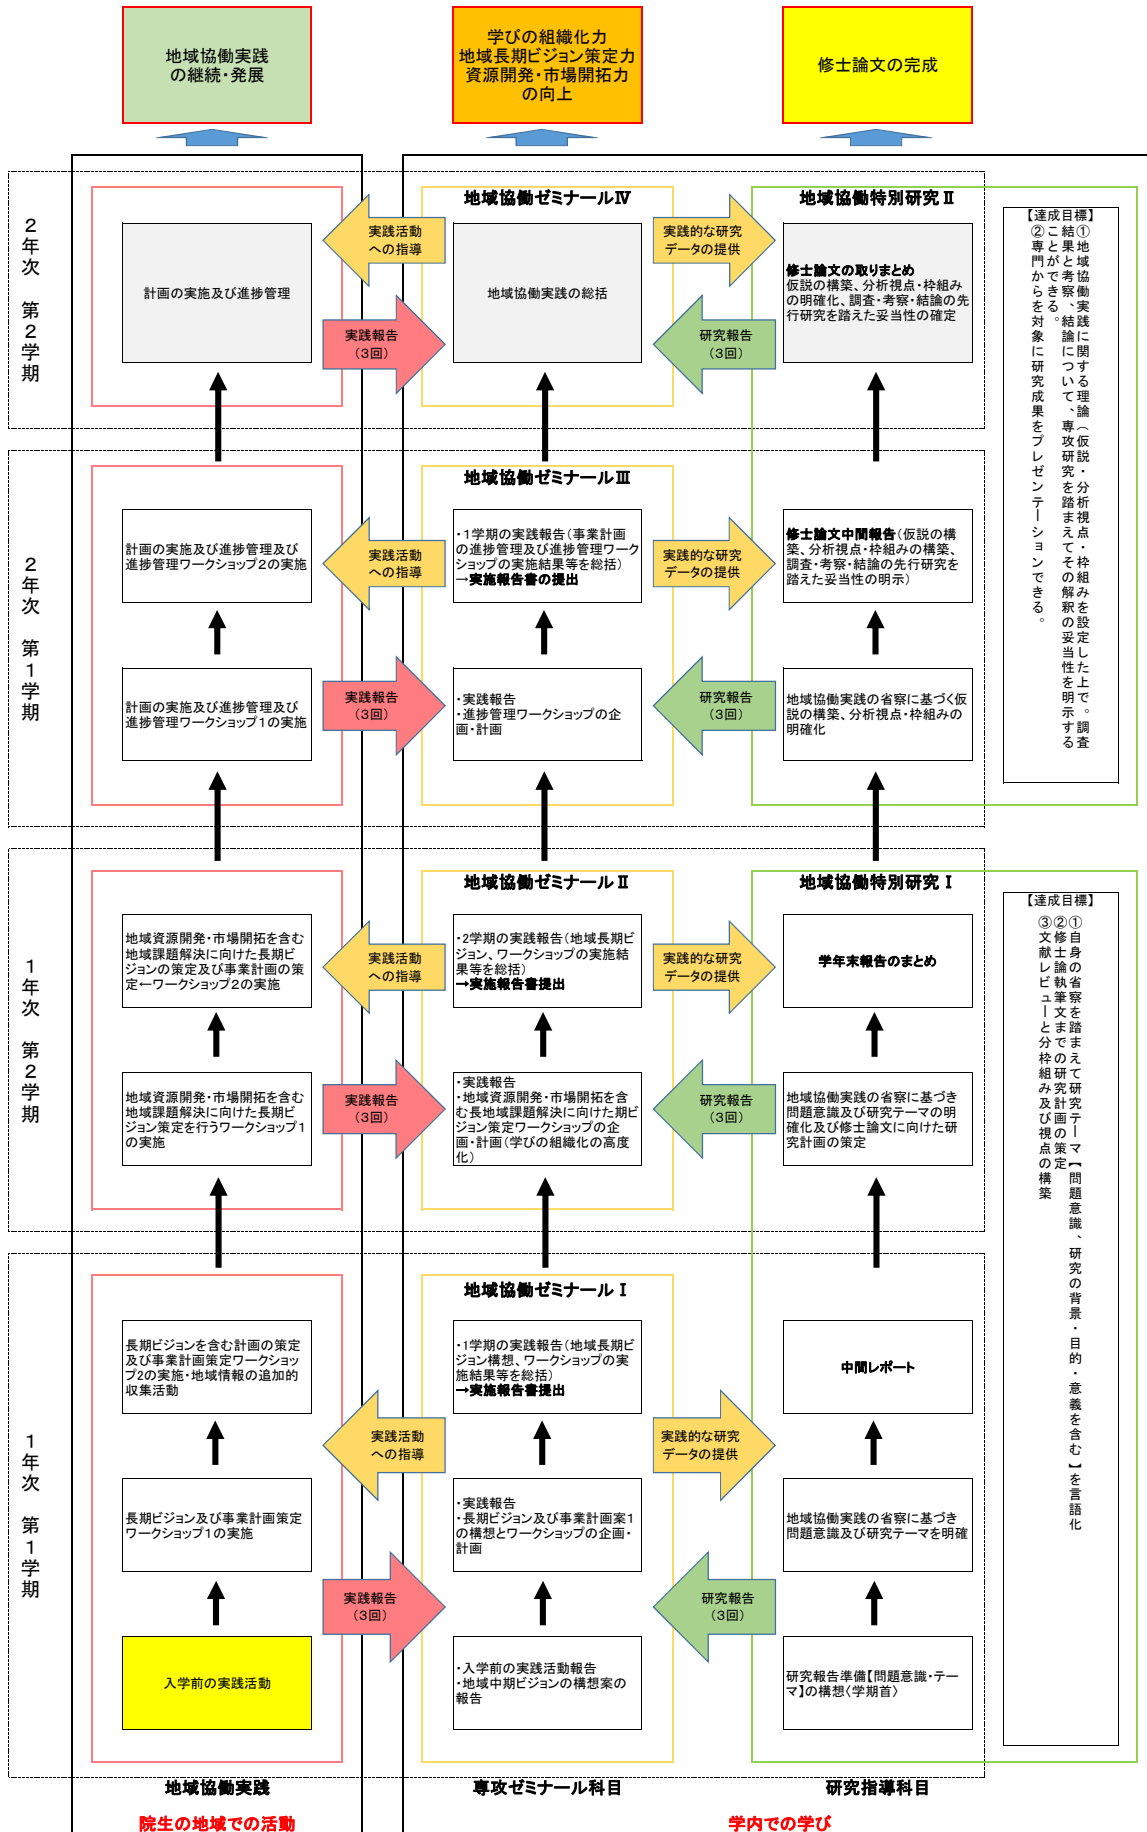 地域協働実践
の継続・発展
学びの組織化力
地域長期ビジョン策定力
資源開発・市場開拓力
の向上
修士論文の完成
2年次　第2学期
地域協働ゼミナールⅣ
地域協働特別研究Ⅱ
計画の実施及び進捗管理
実践活動
への指導
実践報告
（3回）
地域協働実践の総括
実践的な研究
データの提供
研究報告
（3回）
修士論文の取りまとめ
仮説の構築、分析視点・枠組み
の明確化、調査・考察・結論の先
行研究を踏えた妥当性の確定
【達成目標】
①地域協働実践に関する理論（仮説・分析視点・枠組みを設定した上で。調査
結果と考察、結論について、専攻研究を踏まえてその解釈の妥当性を明示する
ことができる。
②専門からを対象に研究成果をプレゼンテーションできる。
2年次　第1学期
地域協働ゼミナールⅢ
計画の実施及び進捗管理及び
進捗管理ワークショップ2の実施
実践活動
への指導
・1学期の実践報告（事業計画
の進捗管理及び進捗管理ワーク
ショップの実施結果等を総括）
→実施報告書の提出
実践的な研究
データの提供
修士論文中間報告（仮説の構
築、分析視点・枠組みの構築、
調査・考察・結論の先行研究を
踏えた妥当性の明示）
計画の実施及び進捗管理及び
進捗管理ワークショップ1の実施
実践報告
（3回）
・実践報告
・進捗管理ワークショップの企
画・計画
研究報告
（3回）
地域協働実践の省察に基づく仮
説の構築、分析視点・枠組みの
明確化
1年次　第2学期
地域協働ゼミナールⅡ
地域協働特別研究Ⅰ
地域資源開発・市場開拓を含む
地域課題解決に向けた長期ビ
ジョンの策定及び事業計画の策
定←ワークショップ2の実施
実践活動
への指導
・2学期の実践報告（地域長期ビ
ジョン、ワークショップの実施結
果等を総括）
→実施報告書提出
実践的な研究
データの提供
学年末報告のまとめ
地域資源開発・市場開拓を含む
地域課題解決に向けた長期ビ
ジョン策定を行うワークショップ1
の実施
実践報告
（3回）
・実践報告
・地域資源開発・市場開拓を含
む長地域課題解決に向けた期ビ
ジョン策定ワークショップの企
画・計画（学びの組織化の高度
化）
研究報告
（3回）
地域協働実践の省察に基づき
問題意識及び研究テーマの明
確化及び修士論文に向けた研
究計画の策定
【達成目標】
①自身の省察を踏まえて研究テーマ【問題意識、研究の背景・目的・意義を含む】を言語化
②修士論執筆文までの研究計画の策定
③文献レビューと分枠組み及び視点の構築
1年次　第1学期
地域協働ゼミナールⅠ
長期ビジョンを含む計画の策定
及び事業計画策定ワークショッ
プ2の実施・地域情報の追加的
収集活動
・1学期の実践報告（地域長期ビ
ジョン構想、ワークショップの実
施結果等を総括）
→実施報告書提出
中間レポート
実践活動
への指導
実践的な研究
データの提供
長期ビジョン及び事業計画策定
ワークショップ1の実施
・実践報告
・長期ビジョン及び事業計画案1
の構想とワークショップの企画・
計画
地域協働実践の省察に基づき
問題意識及び研究テーマを明確
実践報告
（3回）
研究報告
（3回）
入学前の実践活動
・入学前の実践活動報告
・地域中期ビジョンの構想案の
報告
研究報告準備【問題意識・テー
マ】の構想〈学期首〉
地域協働実践
専攻ゼミナール科目
研究指導科目
院生の地域での活動
学内での学び